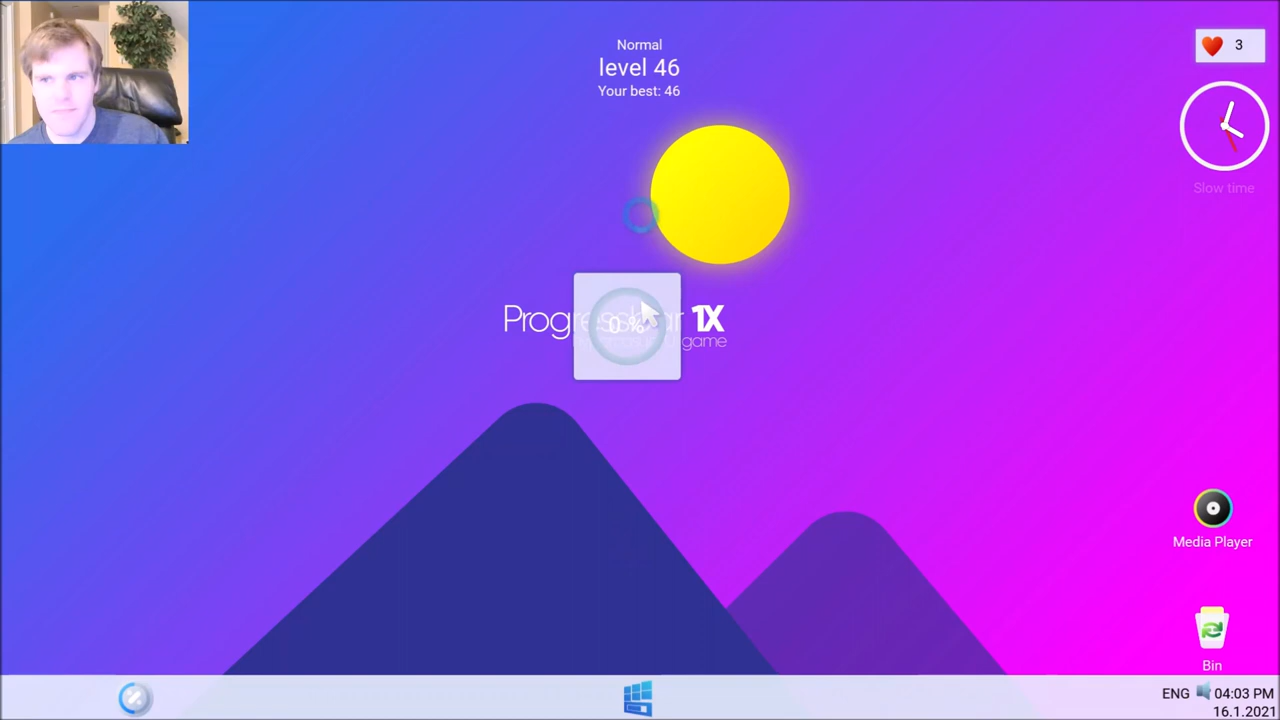 Normal
level 46
Your best: 46
3
Slow time
0 %
Progressbar 1X
game
Media Player
Bin
ENG 04:03 PM
16.1.2021